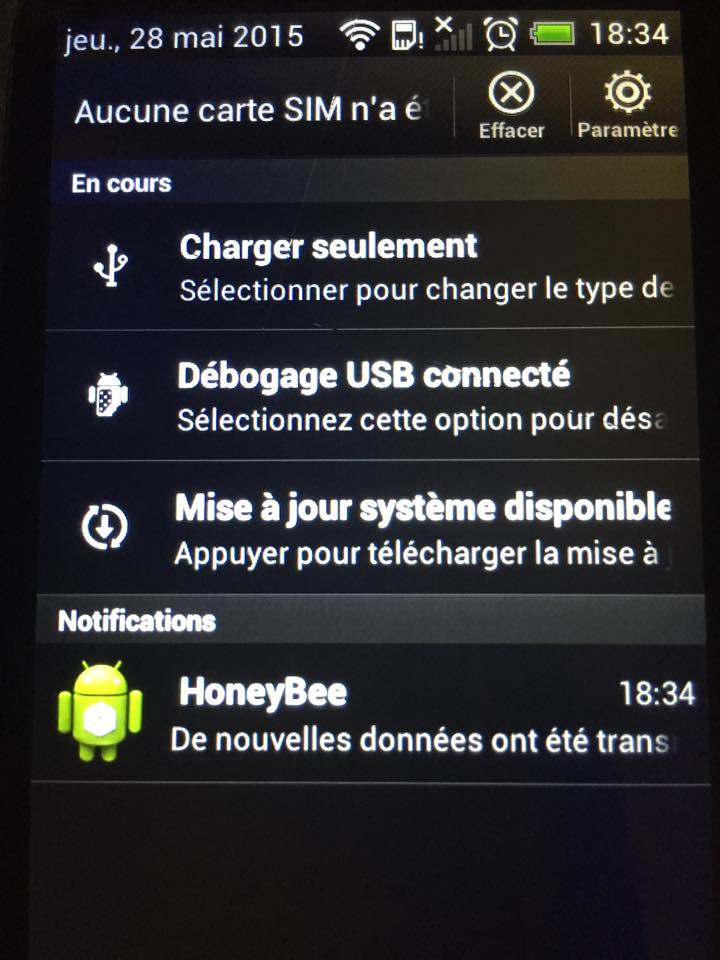 jeu., 28 mai 2015 18:34
Aucune carte SIM n'a é
Effacer
Paramètre
En cours
Charger seulement
Sélectionner pour changer le type de
Débogage USB connecté
Sélectionnez cette option pour désa
Mise à jour système disponible
Appuyer pour télécharger la mise à j
Notifications
HoneyBee 18:34
De nouvelles données ont été trans